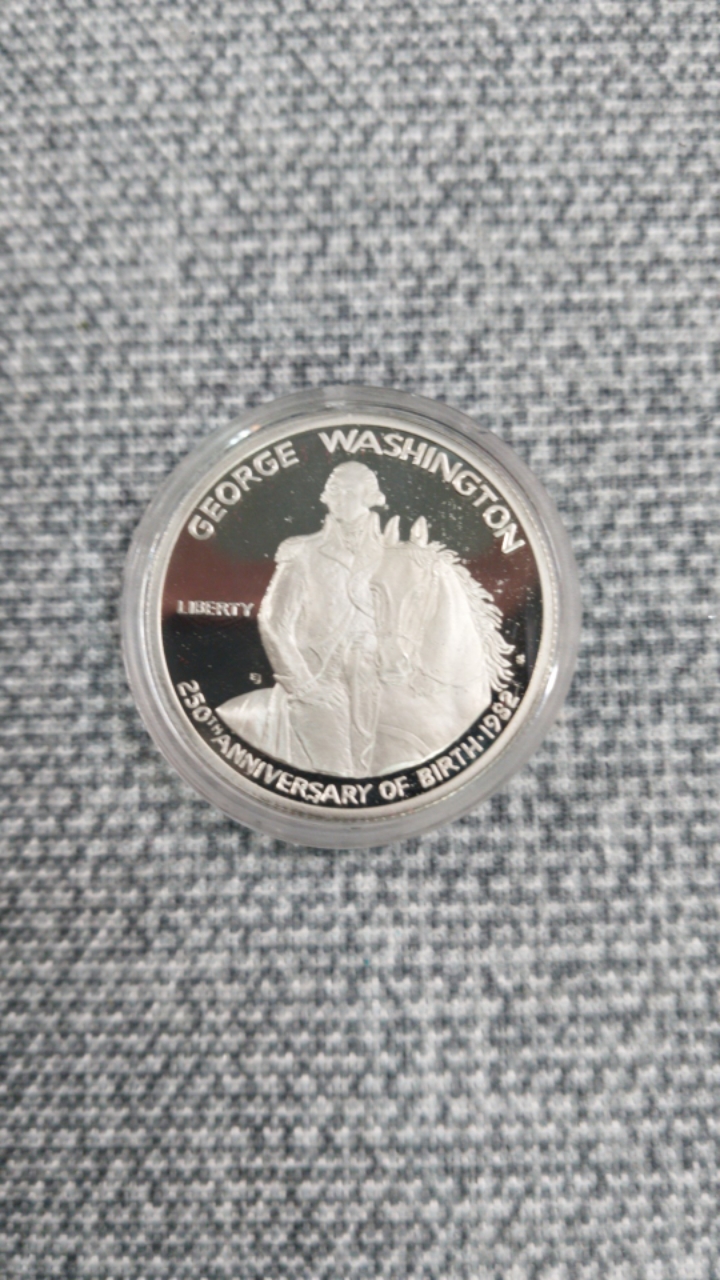 GEORGE WASHINGTON
LIBERTY
250TH ANNIVERSARY OF BIRTH·1982